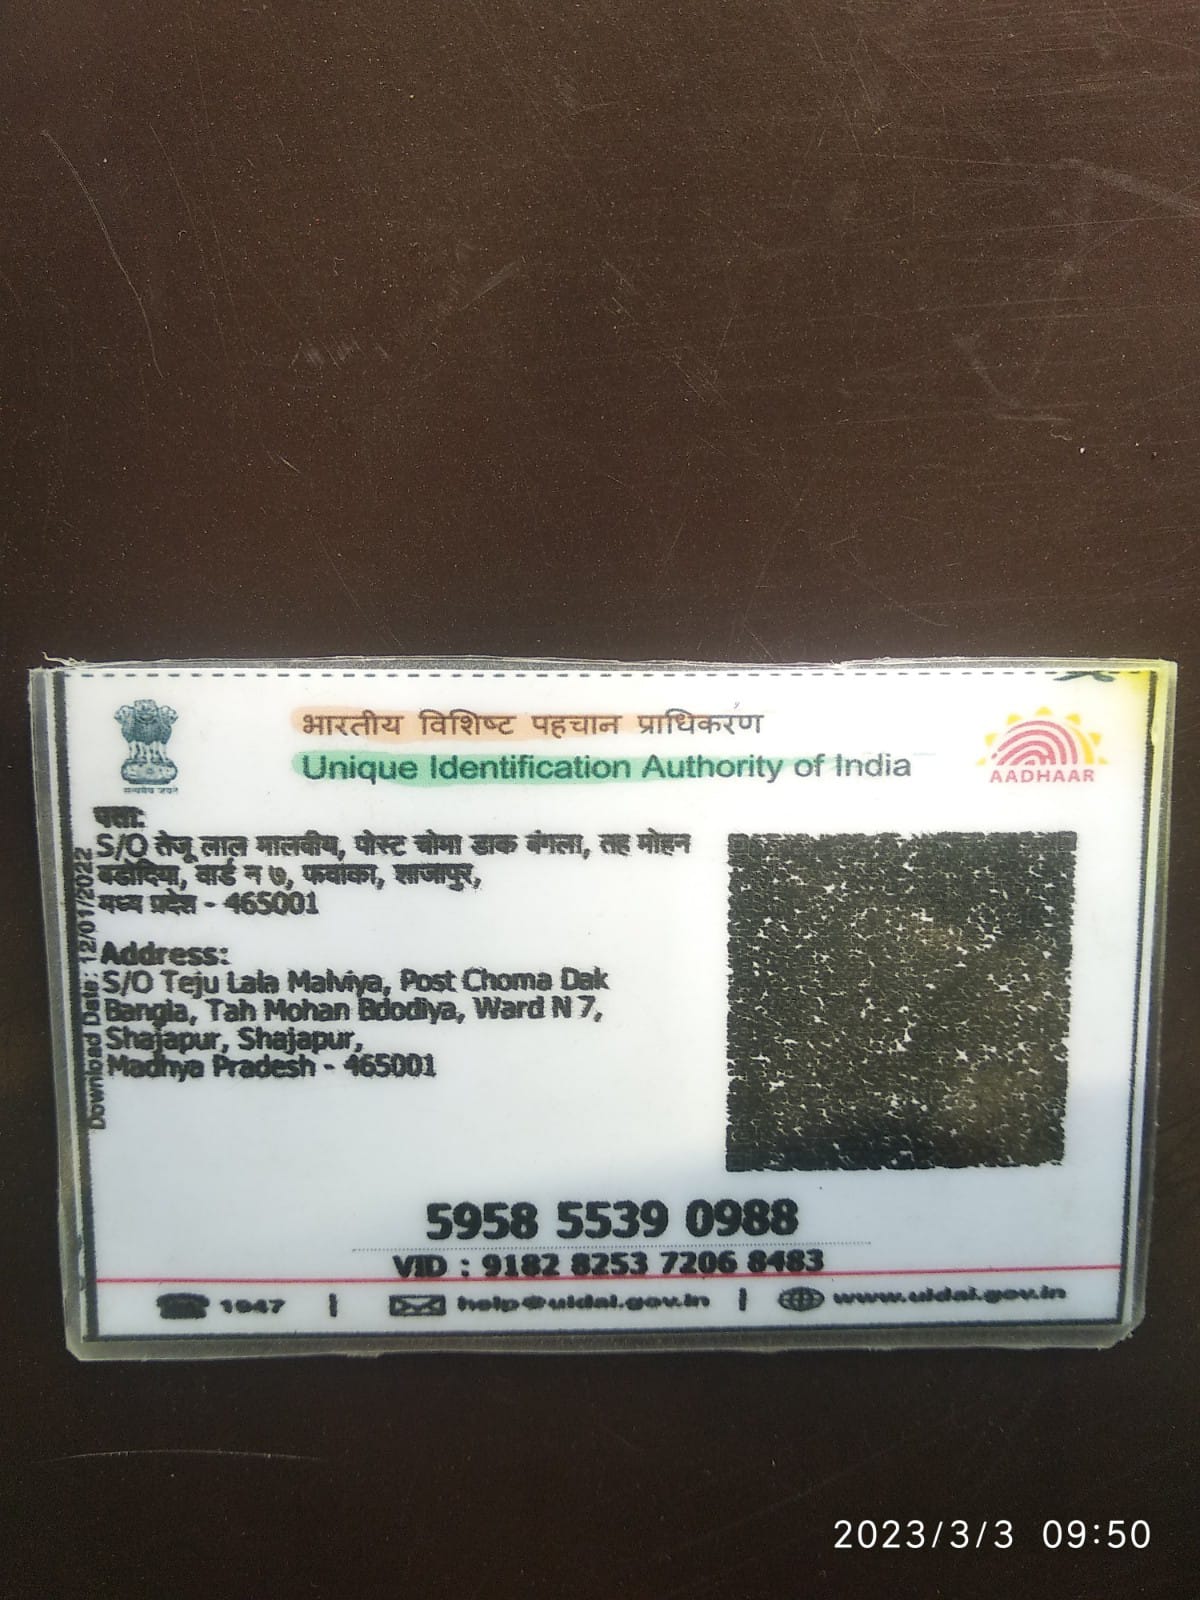 भारतीय विशिष्ट पहचान प्राधिकरण
Unique Identification Authority of India
सत्यमेव जयते
AADHAAR
पता:
S/O तेजू लाल मालवीय, पोस्ट चोमा डाक बंगला, तह मोहन
बडोदिया, वार्ड न ७, शाजापुर,
मध्य प्रदेश - 465001
Address:
S/O Teju Lala Malviya, Post Choma Dak
Bangla, Tah Mohan Bdodiya, Ward N 7,
Shajapur, Shajapur,
Madhya Pradesh - 465001
Download Date: 12/01/2022
5958 5539 0988
VID : 9182 8253 7206 8483
1947 | help@uidai.gov.in | www.uidai.gov.in
2023/3/3 09:50